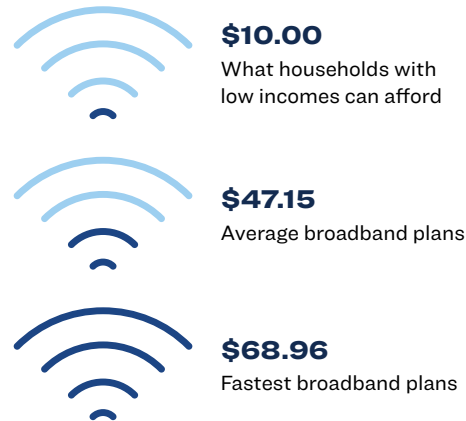 $10.00
What households with
low incomes can afford
$47.15
Average broadband plans
$68.96
Fastest broadband plans